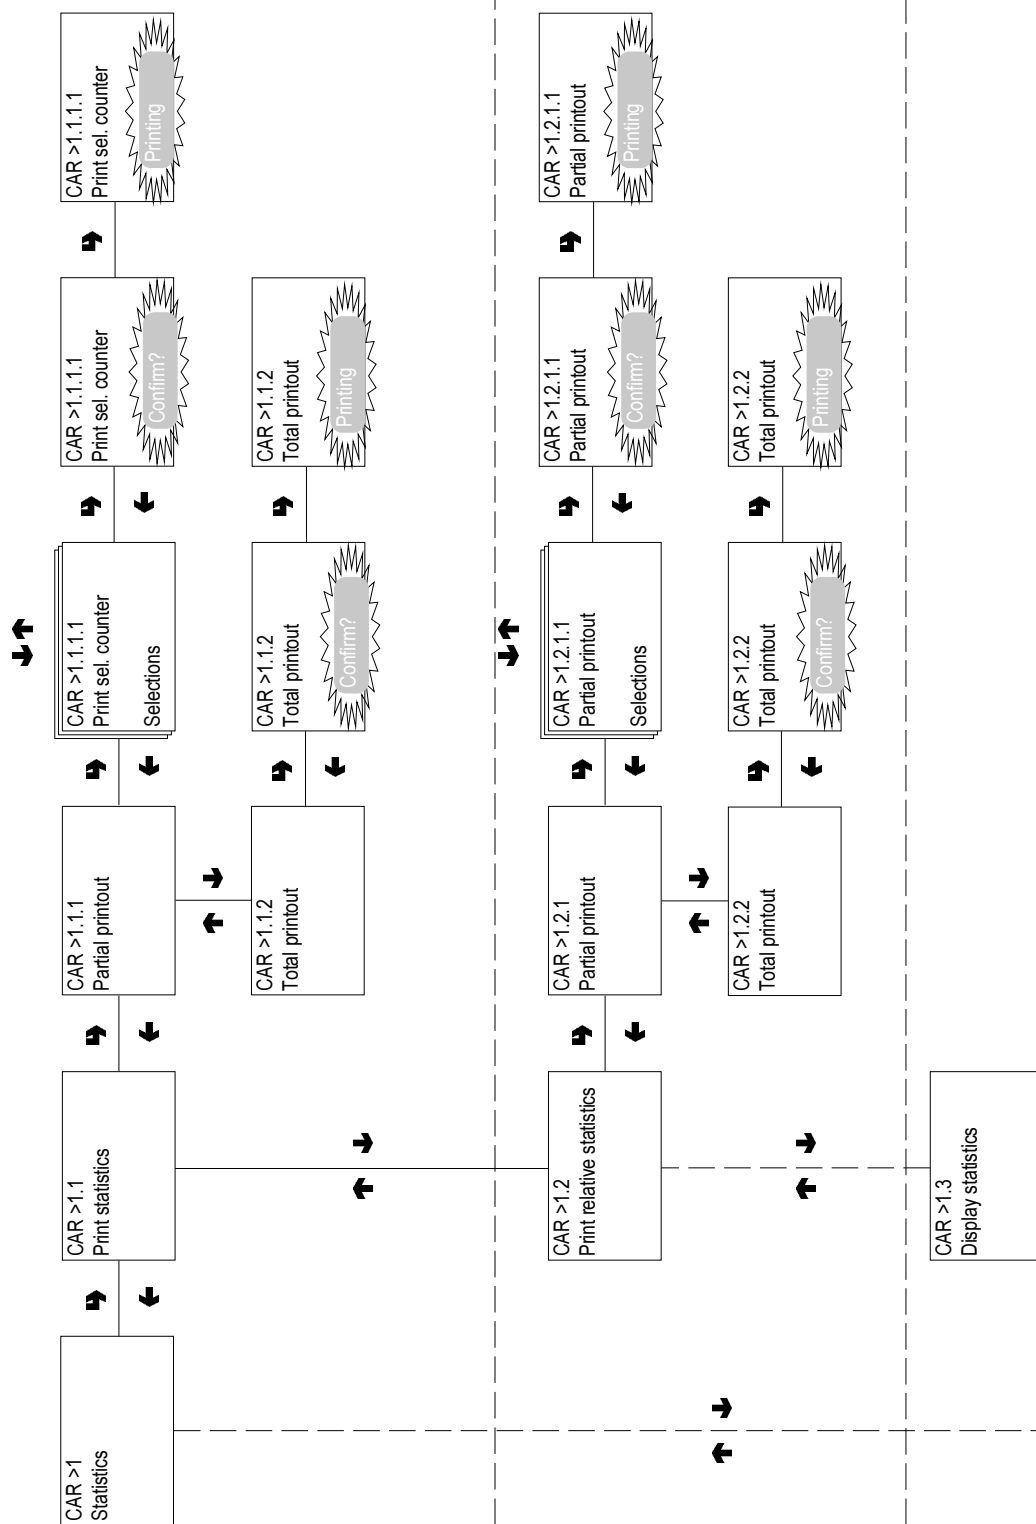 CAR >1
Statistics
CAR >1.1
Print statistics
CAR >1.1.1
Partial printout
CAR >1.1.1.1
Print sel. counter
Selections
CAR >1.1.1.1
Print sel. counter
Confirm?
CAR >1.1.1.1
Print sel. counter
Printing
CAR >1.1.2
Total printout
CAR >1.1.2
Total printout
Confirm?
CAR >1.1.2
Total printout
Printing
CAR >1.2
Print relative statistics
CAR >1.2.1
Partial printout
CAR >1.2.1.1
Partial printout
Selections
CAR >1.2.1.1
Partial printout
Confirm?
CAR >1.2.1.1
Partial printout
Printing
CAR >1.2.2
Total printout
CAR >1.2.2
Total printout
Confirm?
CAR >1.2.2
Total printout
Printing
CAR >1.3
Display statistics